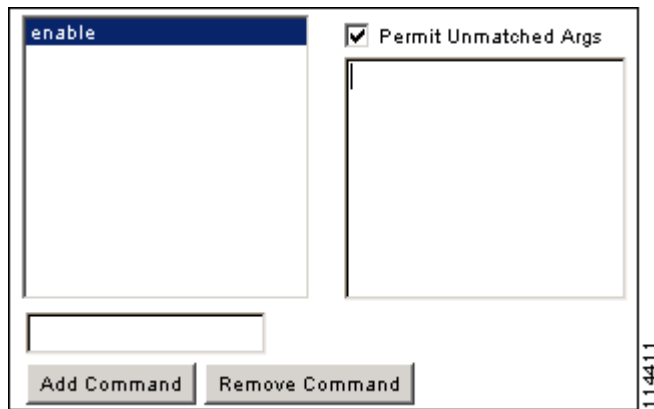 enable
Permit Unmatched Args
Add Command
Remove Command
114411